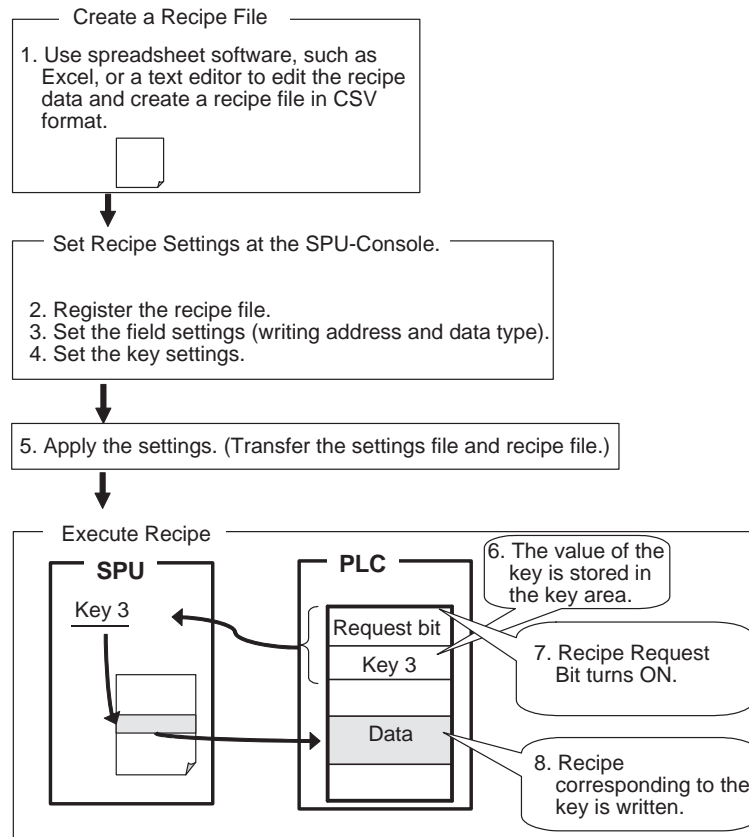 Create a Recipe File
1. Use spreadsheet software, such as
Excel, or a text editor to edit the recipe
data and create a recipe file in CSV
format.
Set Recipe Settings at the SPU-Console.
2. Register the recipe file.
3. Set the field settings (writing address and data type).
4. Set the key settings.
5. Apply the settings. (Transfer the settings file and recipe file.)
Execute Recipe
SPU
Key 3
PLC
Request bit
Key 3
Data
6. The value of the
key is stored in
the key area.
7. Recipe Request
Bit turns ON.
8. Recipe
corresponding to the
key is written.